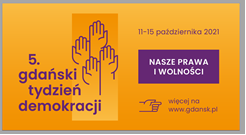 11-15 października 2021
5.
gdański
tydzień
demokracji
NASZE PRAWA
I WOLNOŚCI
więcej na
www.gdansk.pl